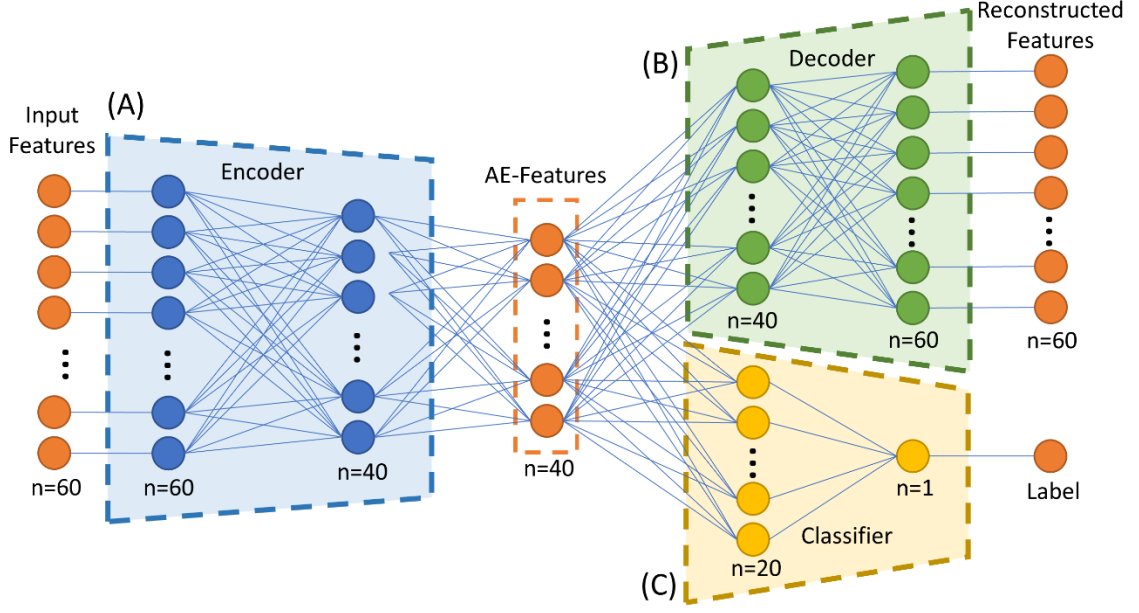 (A)
Input
Features
Encoder
n=60
n=60
n=40
AE-Features
n=40
(B)
Decoder
n=40
n=60
Reconstructed
Features
n=60
(C)
Classifier
n=20
n=1
Label